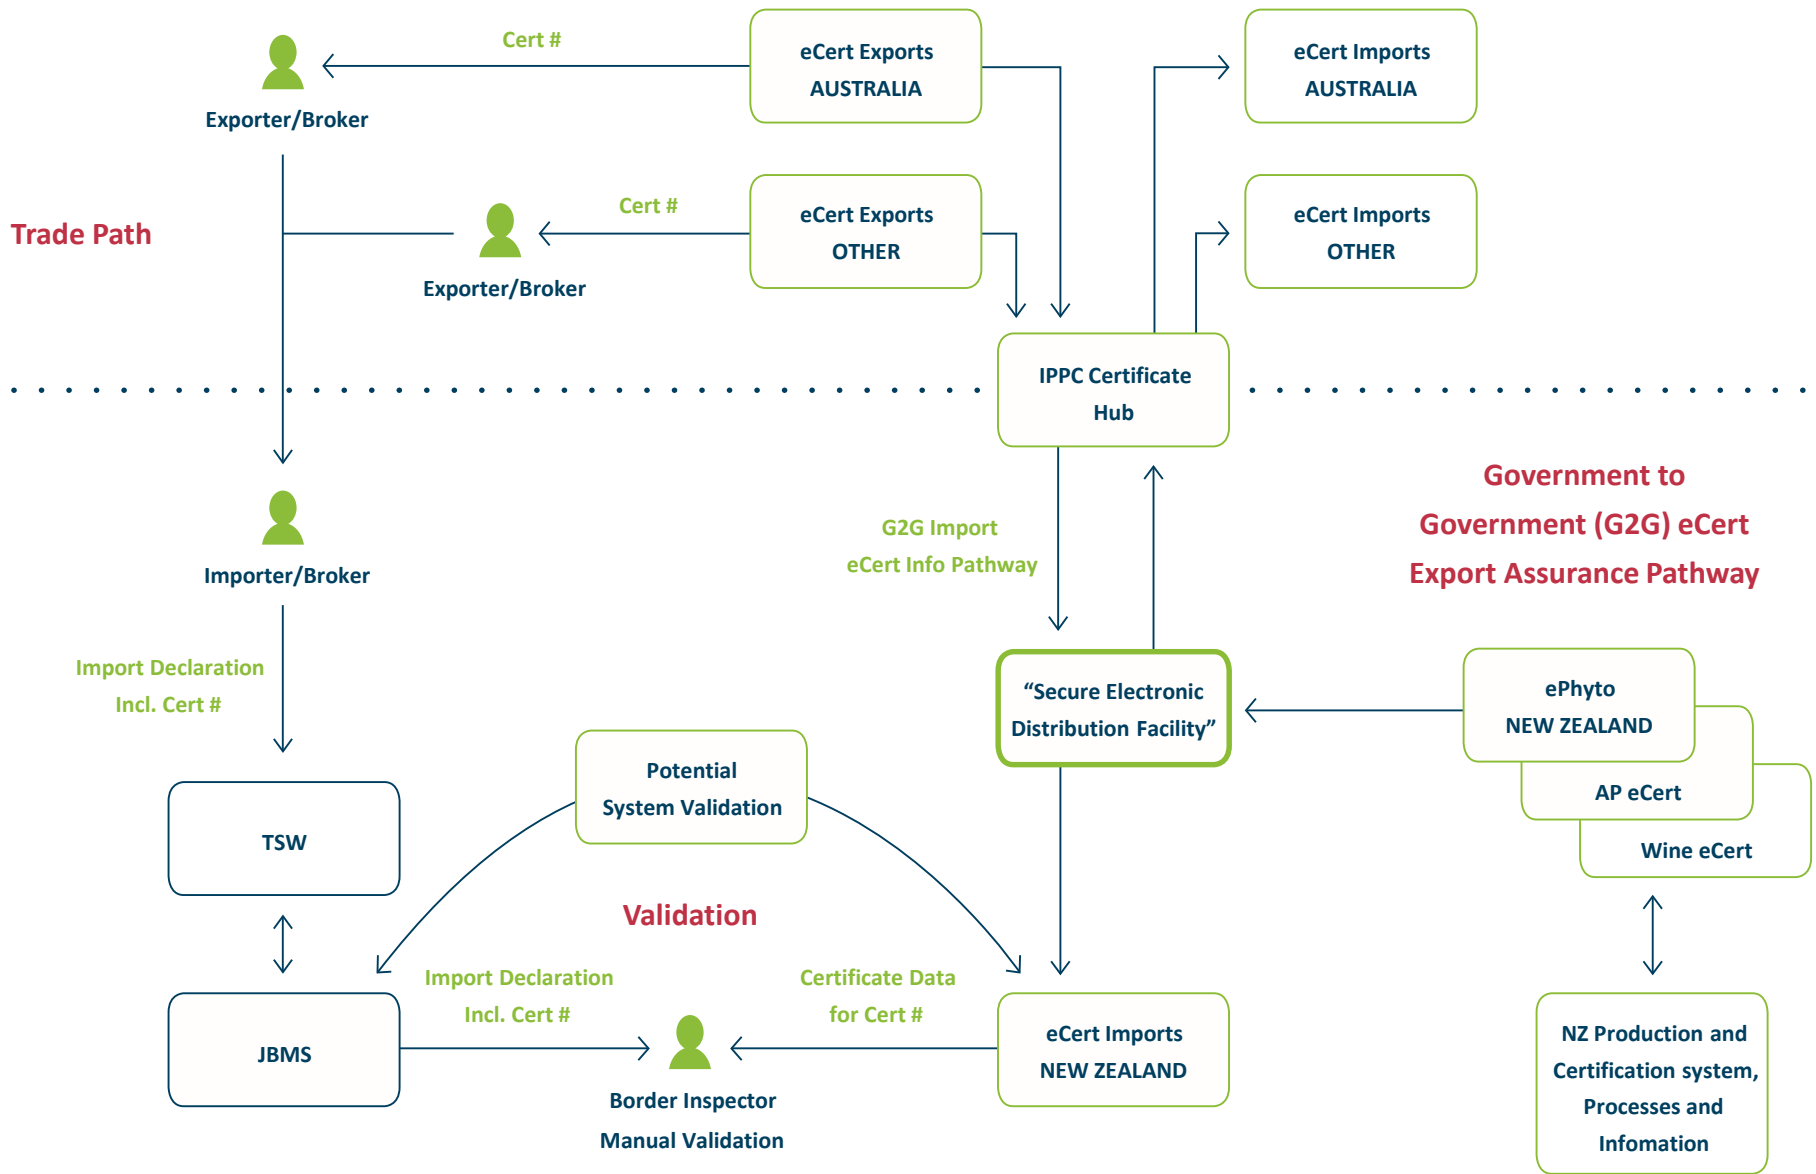 Cert #
eCert Exports
AUSTRALIA
eCert Imports
AUSTRALIA
Exporter/Broker
Trade Path
Cert #
eCert Exports
OTHER
eCert Imports
OTHER
Exporter/Broker
IPPC Certificate
Hub
Government to
Government (G2G) eCert
Export Assurance Pathway
G2G Import
eCert Info Pathway
Importer/Broker
Import Declaration
Incl. Cert #
“Secure Electronic
Distribution Facility”
ePhyto
NEW ZEALAND
AP eCert
Wine eCert
Potential
System Validation
TSW
Validation
Import Declaration
Incl. Cert #
Certificate Data
for Cert #
JBMS
eCert Imports
NEW ZEALAND
Border Inspector
Manual Validation
NZ Production and
Certification system,
Processes and
Infomation